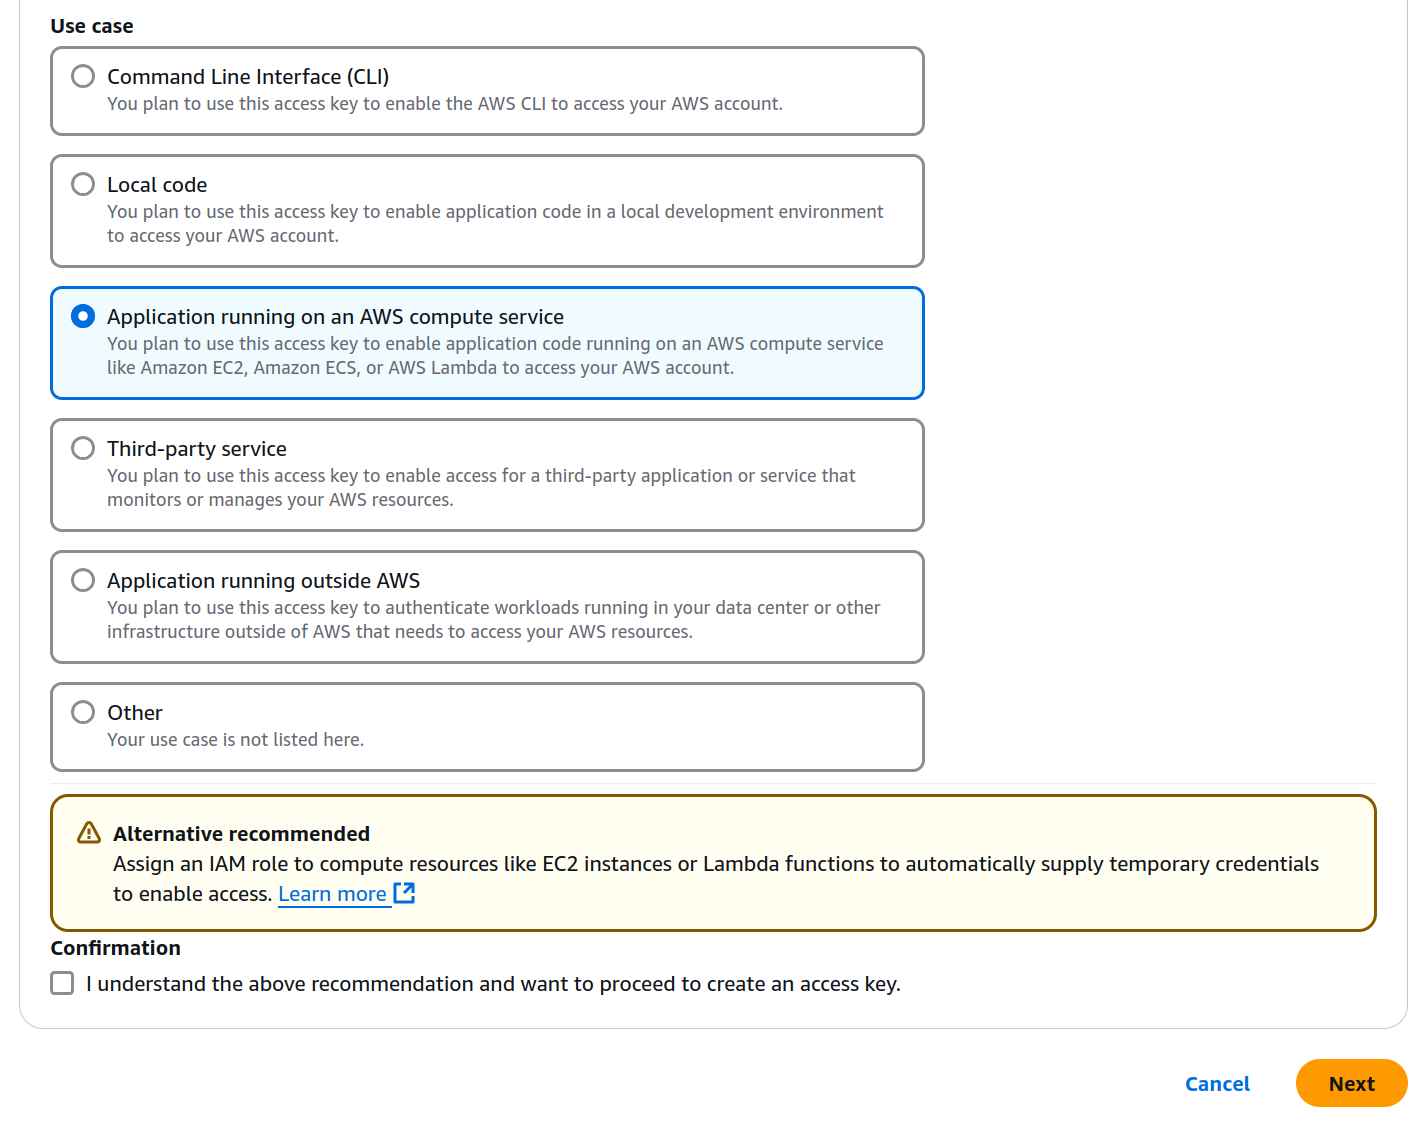 Use case
Command Line Interface (CLI)
You plan to use this access key to enable the AWS CLI to access your AWS account.
Local code
You plan to use this access key to enable application code in a local development environment
to access your AWS account.
Application running on an AWS compute service
You plan to use this access key to enable application code running on an AWS compute service
like Amazon EC2, Amazon ECS, or AWS Lambda to access your AWS account.
Third-party service
You plan to use this access key to enable access for a third-party application or service that
monitors or manages your AWS resources.
Application running outside AWS
You plan to use this access key to authenticate workloads running in your data center or other
infrastructure outside of AWS that needs to access your AWS resources.
Other
Your use case is not listed here.
Alternative recommended
Assign an IAM role to compute resources like EC2 instances or Lambda functions to automatically supply temporary credentials
to enable access. Learn more
Confirmation
I understand the above recommendation and want to proceed to create an access key.
Cancel Next